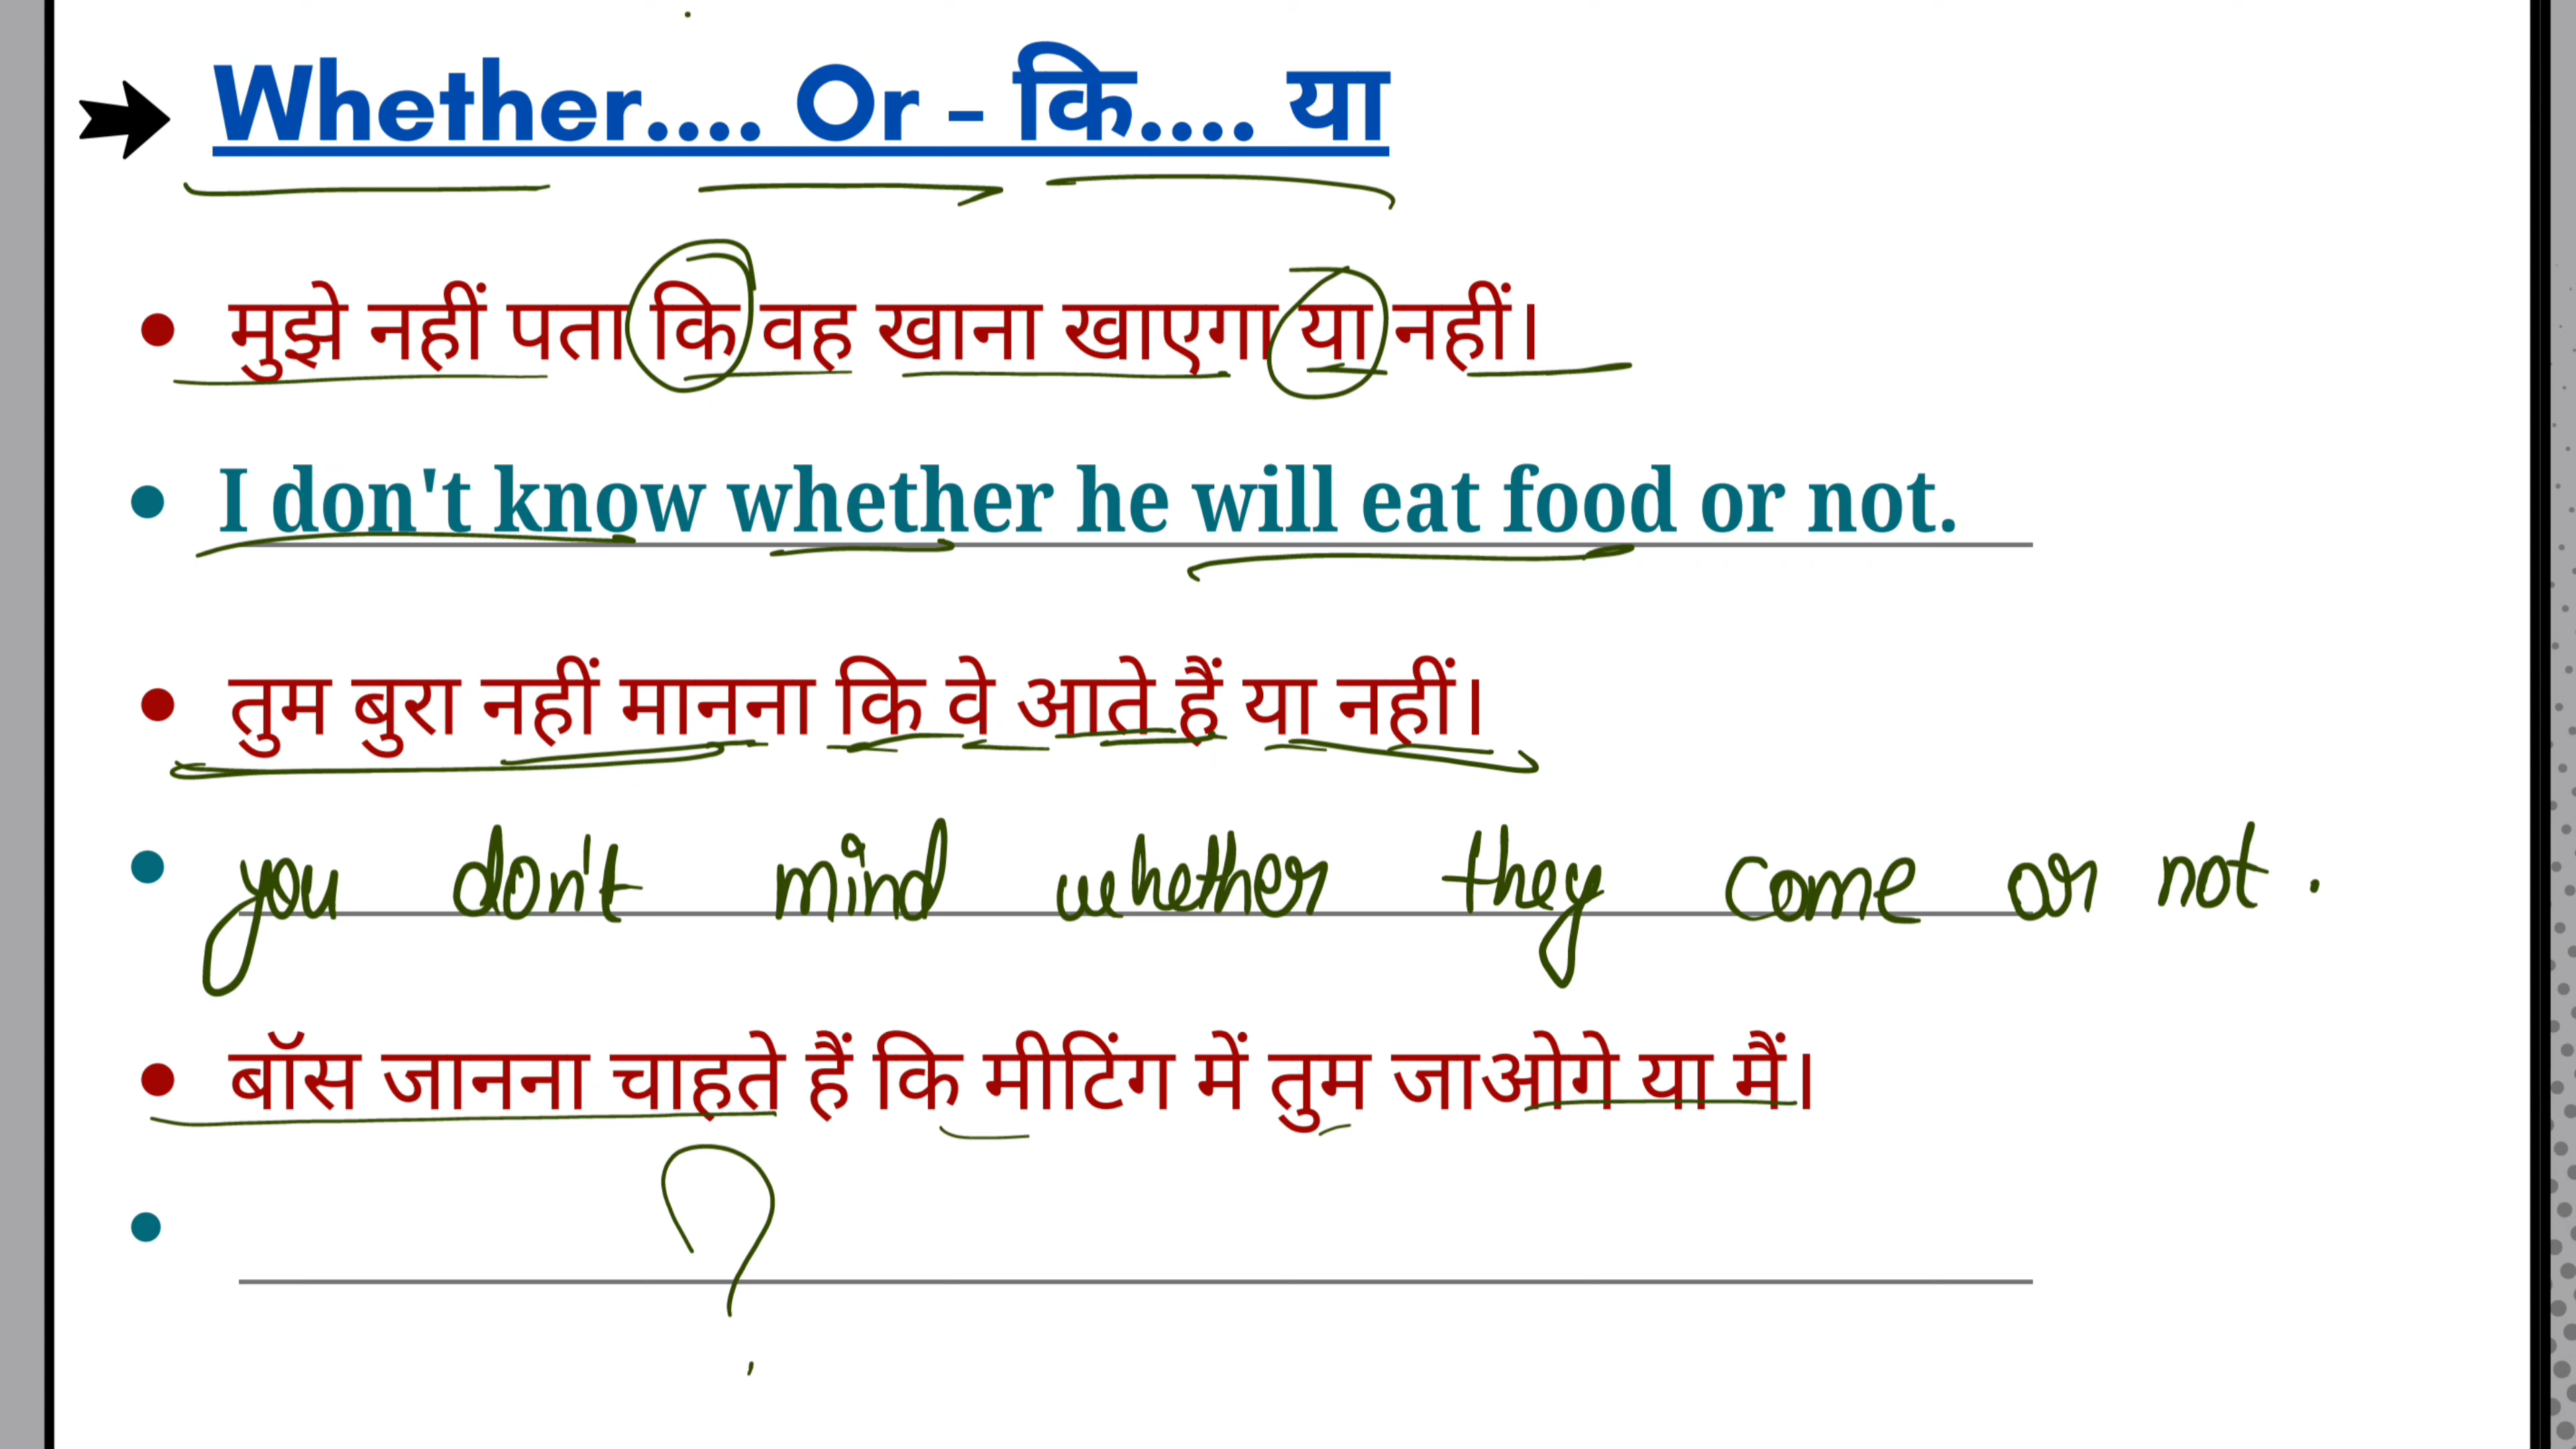 Whether.... Or - कि.... या
मुझे नहीं पता कि वह खाना खाएगा या नहीं।
I don't know whether he will eat food or not.
तुम बुरा नहीं मानना कि वे आते हैं या नहीं।
you don't mind whether they come or not.
बॉस जानना चाहते हैं कि मीटिंग में तुम जाओगे या मैं।
?